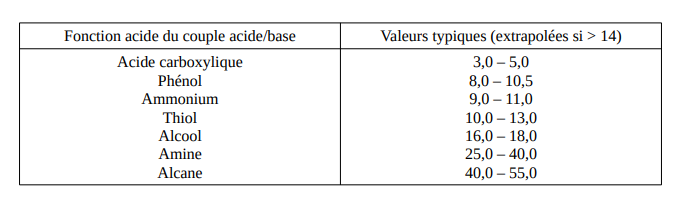 Fonction acide du couple acide/base Valeurs typiques (extrapolées si > 14)
Acide carboxylique 3,0 – 5,0
Phénol 8,0 – 10,5
Ammonium 9,0 – 11,0
Thiol 10,0 – 13,0
Alcool 16,0 – 18,0
Amine 25,0 – 40,0
Alcane 40,0 – 55,0